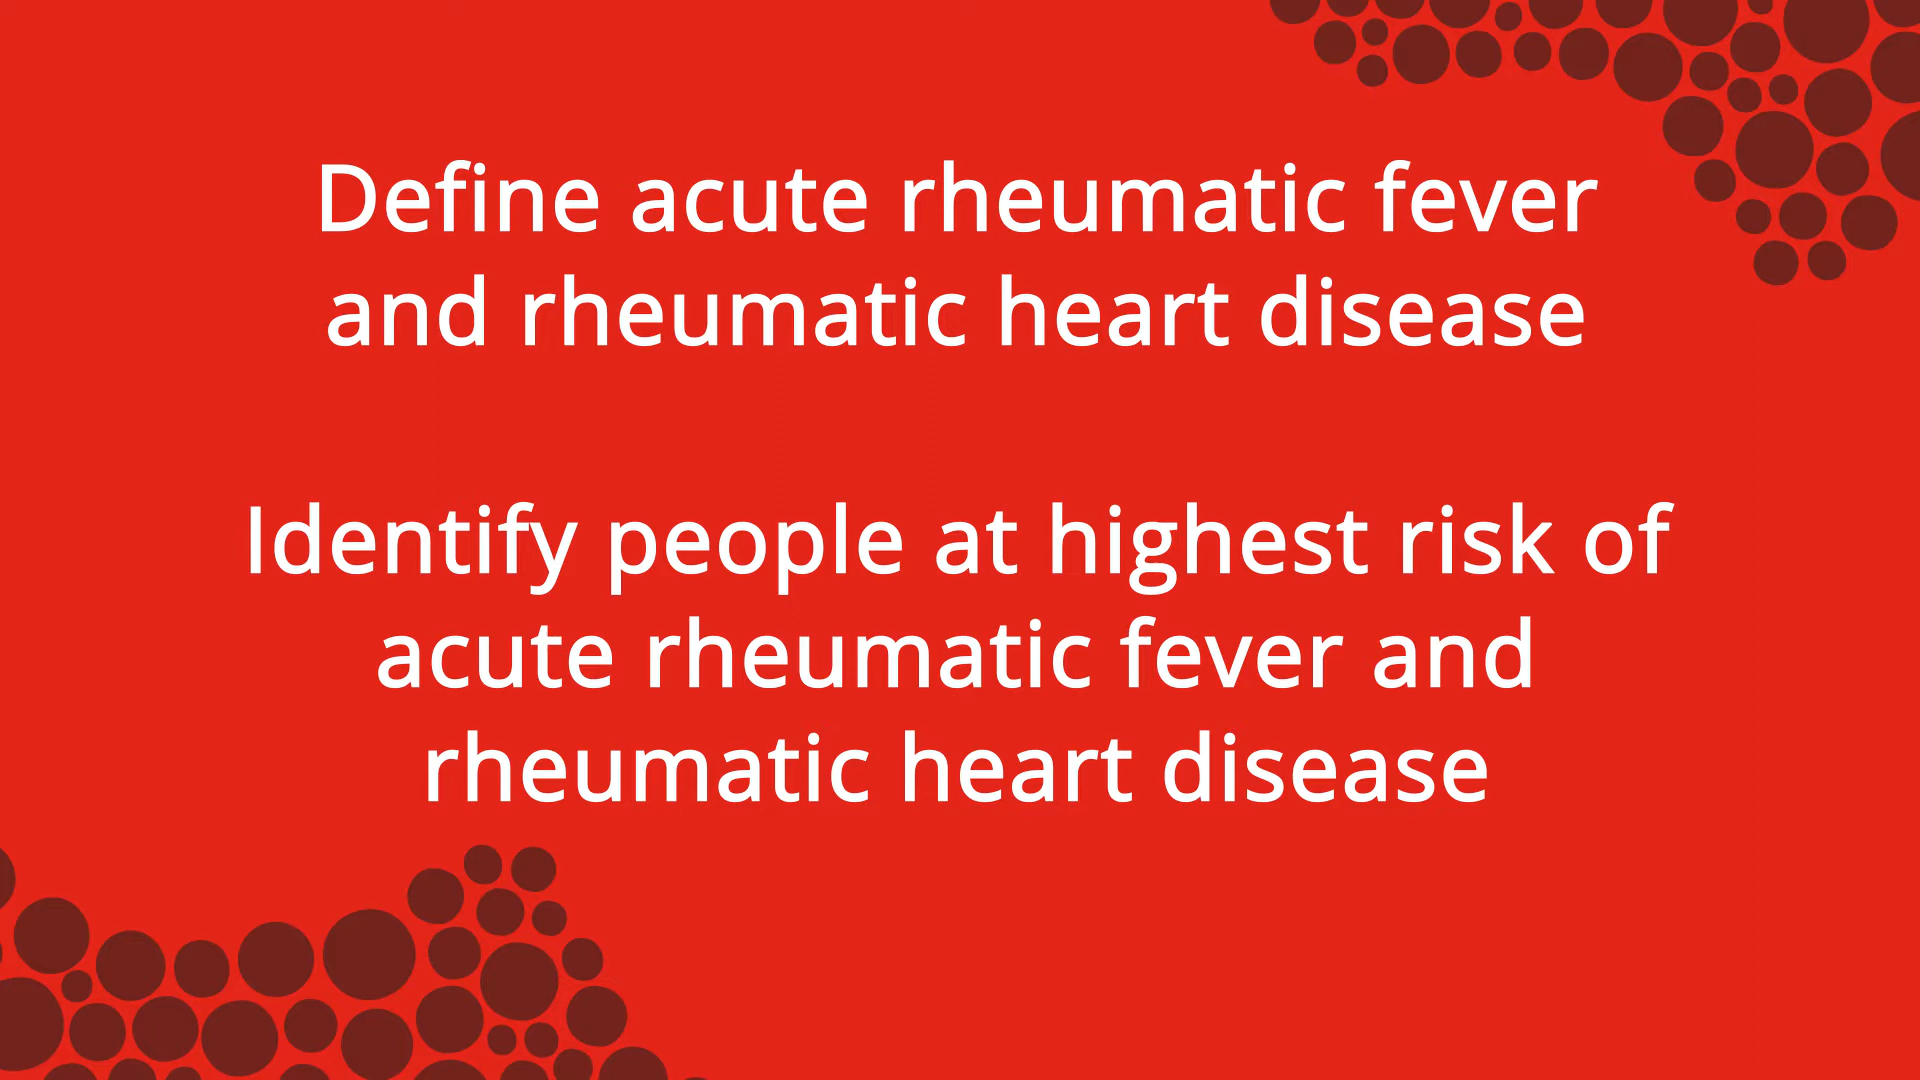 Define acute rheumatic fever
and rheumatic heart disease
Identify people at highest risk of
acute rheumatic fever and
rheumatic heart disease